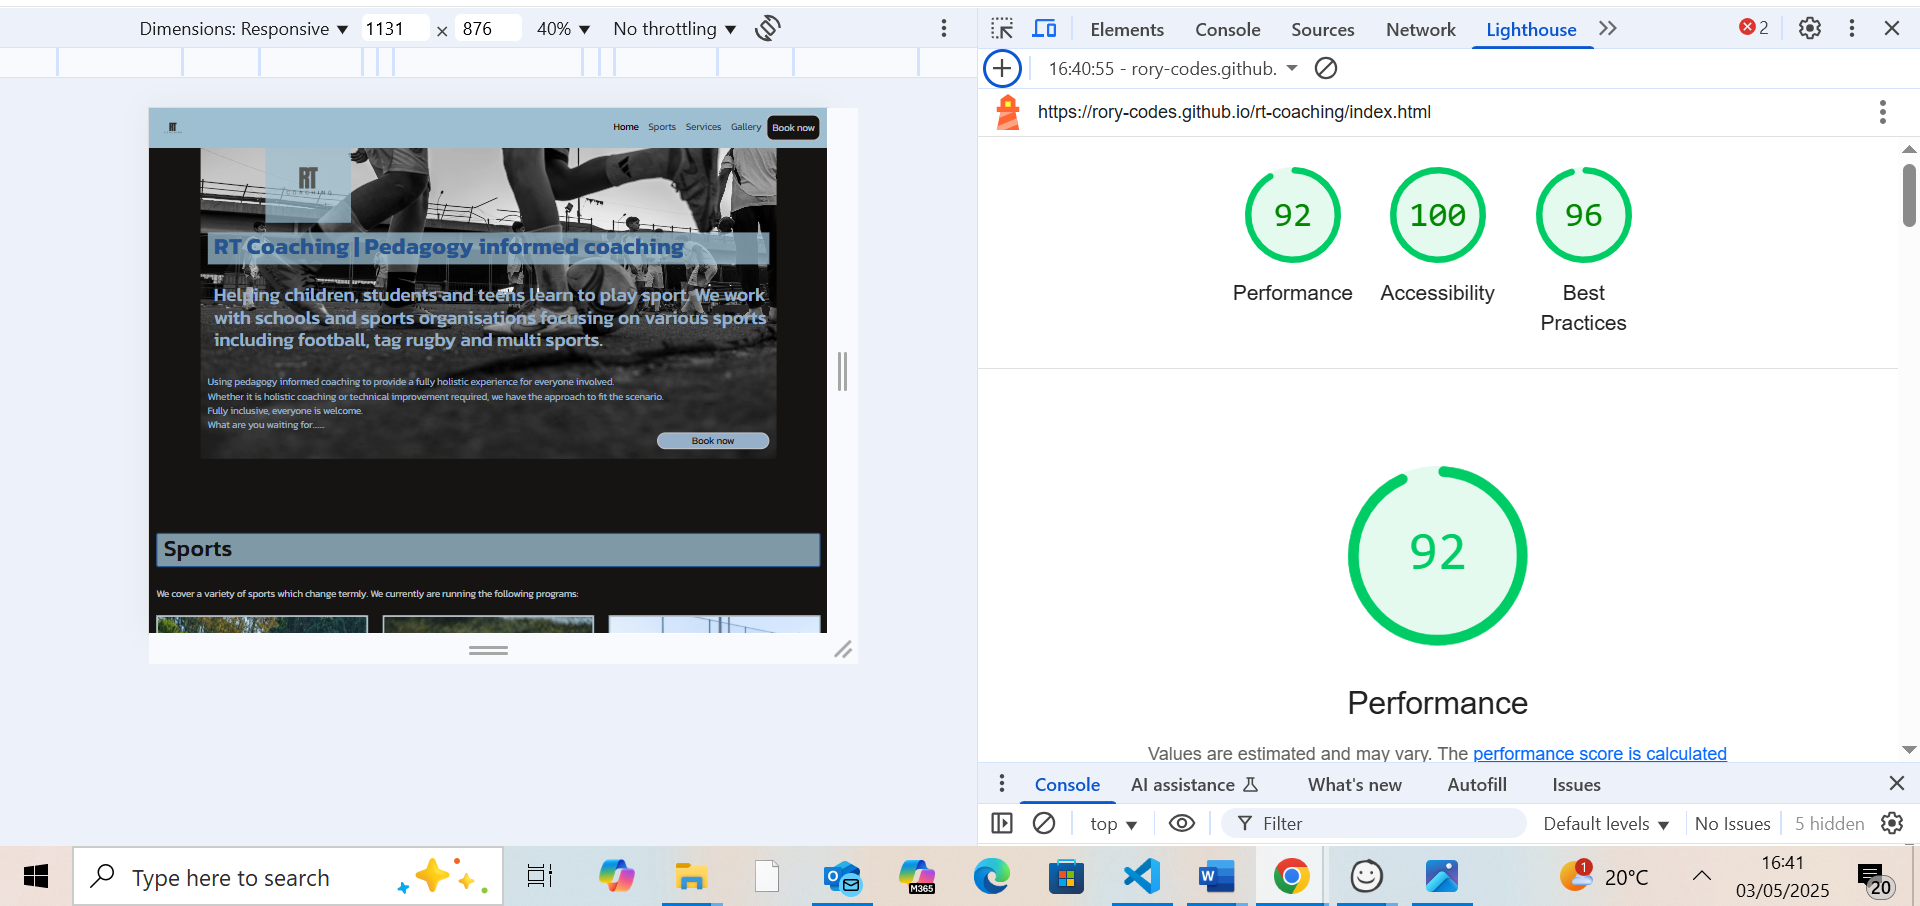 Dimensions: Responsive ▼ 1131 × 876 40% ▼ No throttling ▼
Elements Console Sources Network Lighthouse 2
16:40:55 - rory-codes.github.
https://rory-codes.github.io/rt-coaching/index.html
RT
Home Sports Services Gallery Book now
RT
COACHING
RT Coaching | Pedagogy informed coaching
Helping children, students and teens learn to play sport. We work
with schools and sports organisations focusing on various sports
including football, tag rugby and multi sports.
Using pedagogy informed coaching to provide a fully holistic experience for everyone involved.
Whether it is holistic coaching or technical improvement required, we have the approach to fit the scenario.
Fully inclusive, everyone is welcome.
What are you waiting for......
Book now
Sports
We cover a variety of sports which change termly. We currently are running the following programs:
92 100 96
Performance Accessibility Best
Practices
92
Performance
Values are estimated and may vary. The performance score is calculated
Console AI assistance What's new Autofill Issues
top ▼ Filter Default levels ▼ No Issues 5 hidden
Type here to search
M365
1
20°C
16:41
03/05/2025
20